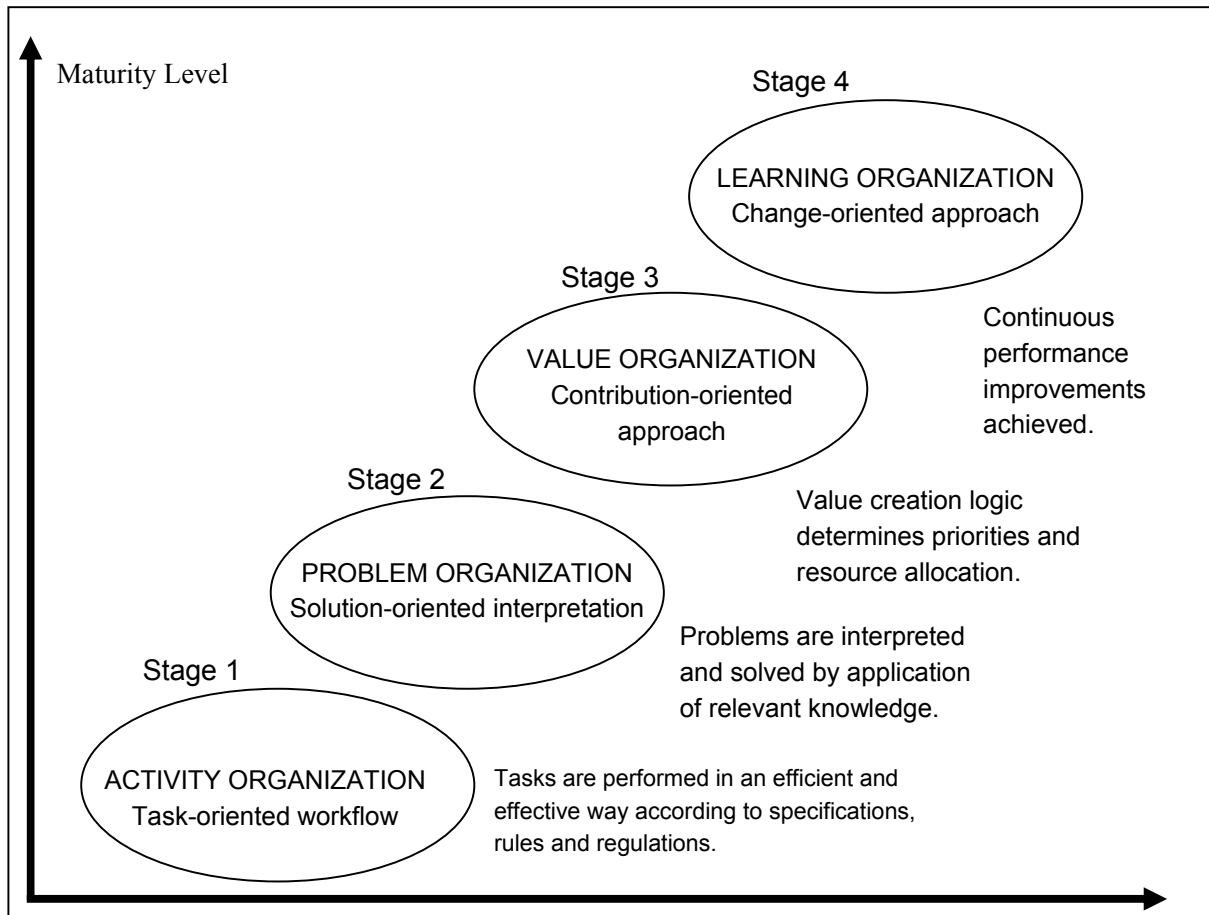 Maturity Level
Stage 4
LEARNING ORGANIZATION
Change-oriented approach
Continuous
performance
improvements
achieved.
Stage 3
VALUE ORGANIZATION
Contribution-oriented
approach
Value creation logic
determines priorities and
resource allocation.
Stage 2
PROBLEM ORGANIZATION
Solution-oriented interpretation
Problems are interpreted
and solved by application
of relevant knowledge.
Stage 1
ACTIVITY ORGANIZATION
Task-oriented workflow
Tasks are performed in an efficient and
effective way according to specifications,
rules and regulations.